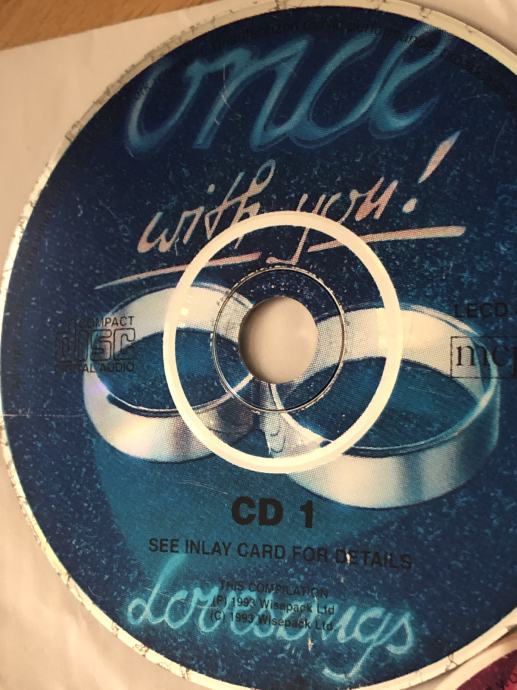 once
with you!
COMPACT
disc
DIGITAL AUDIO
LECD
mcp
CD 1
SEE INLAY CARD FOR DETAILS
THIS COMPILATION
(P) 1993 Wisepack Ltd
(C) 1993 Wisepack Ltd.
Lovesongs